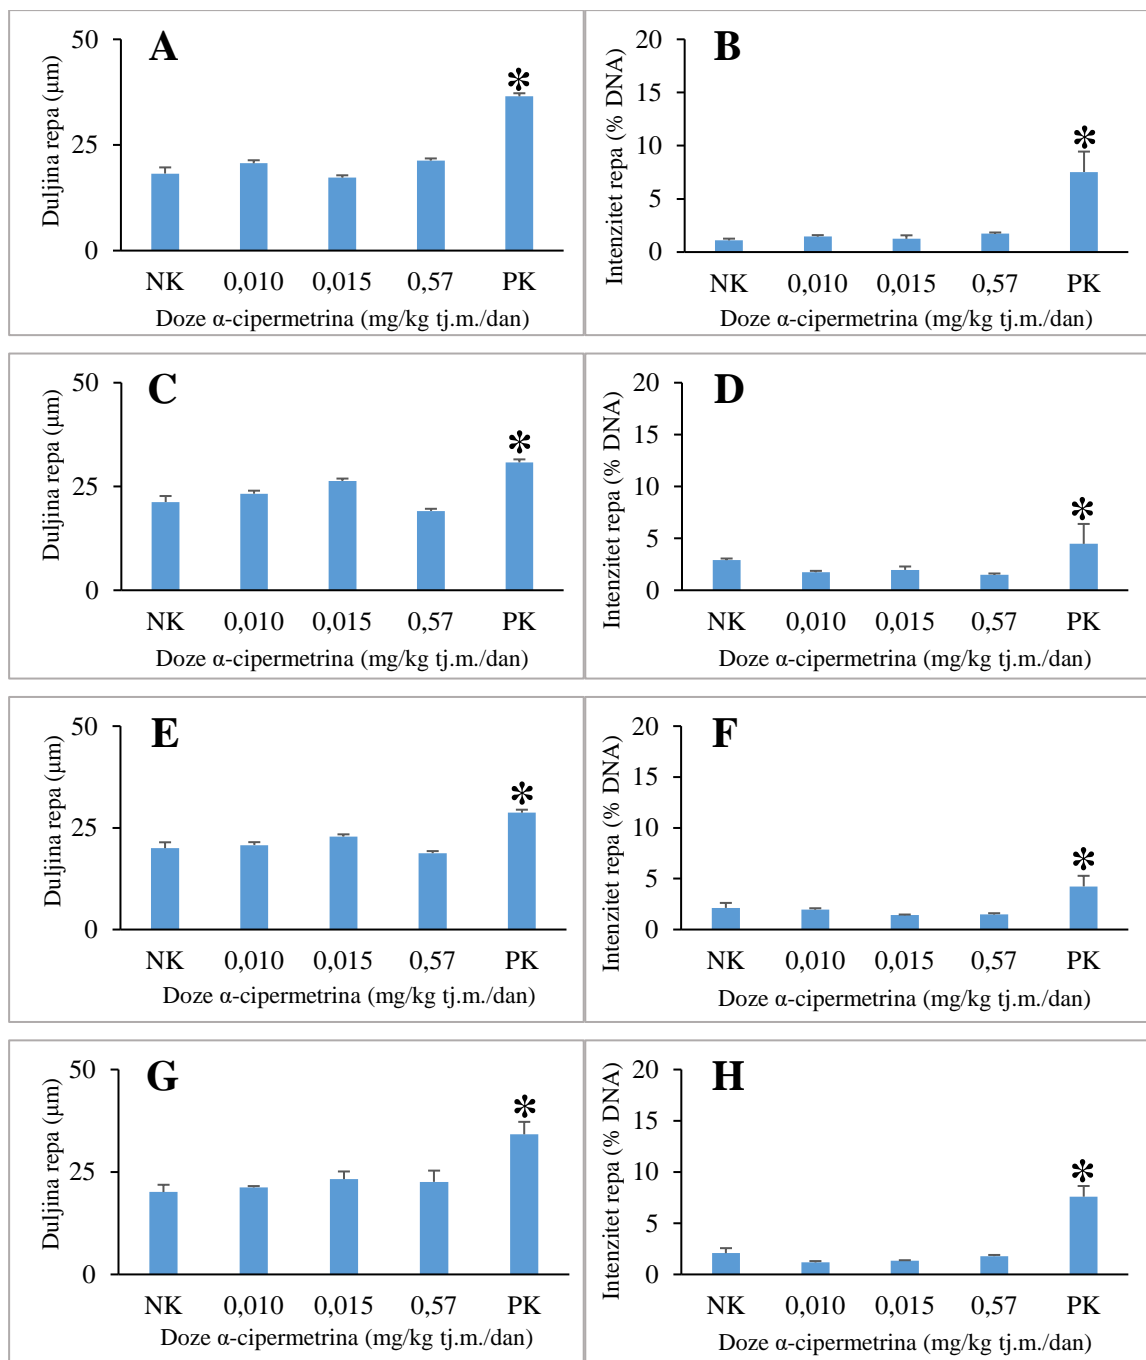 A
Duljina repa (µm)
50
25
0
*
NK 0,010 0,015 0,57 PK
Doze α-cipermetrina (mg/kg tj.m./dan)
B
Intenzitet repa (% DNA)
20
15
10
5
0
*
NK 0,010 0,015 0,57 PK
Doze α-cipermetrina (mg/kg tj.m./dan)
C
Duljina repa (µm)
50
25
0
*
NK 0,010 0,015 0,57 PK
Doze α-cipermetrina (mg/kg tj.m./dan)
D
Intenzitet repa (% DNA)
20
15
10
5
0
*
NK 0,010 0,015 0,57 PK
Doze α-cipermetrina (mg/kg tj.m./dan)
E
Duljina repa (µm)
50
25
0
*
NK 0,010 0,015 0,57 PK
Doze α-cipermetrina (mg/kg tj.m./dan)
F
Intenzitet repa (% DNA)
20
15
10
5
0
*
NK 0,010 0,015 0,57 PK
Doze α-cipermetrina (mg/kg tj.m./dan)
G
Duljina repa (µm)
50
25
0
*
NK 0,010 0,015 0,57 PK
Doze α-cipermetrina (mg/kg tj.m./dan)
H
Intenzitet repa (% DNA)
20
15
10
5
0
*
NK 0,010 0,015 0,57 PK
Doze α-cipermetrina (mg/kg tj.m./dan)